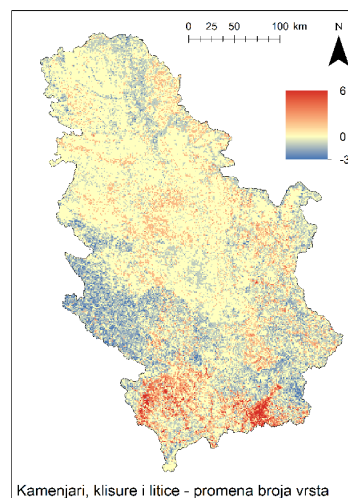 0 25 50 100 km
N
6
0
-3
Kamenjari, klisure i litice - promena broja vrsta